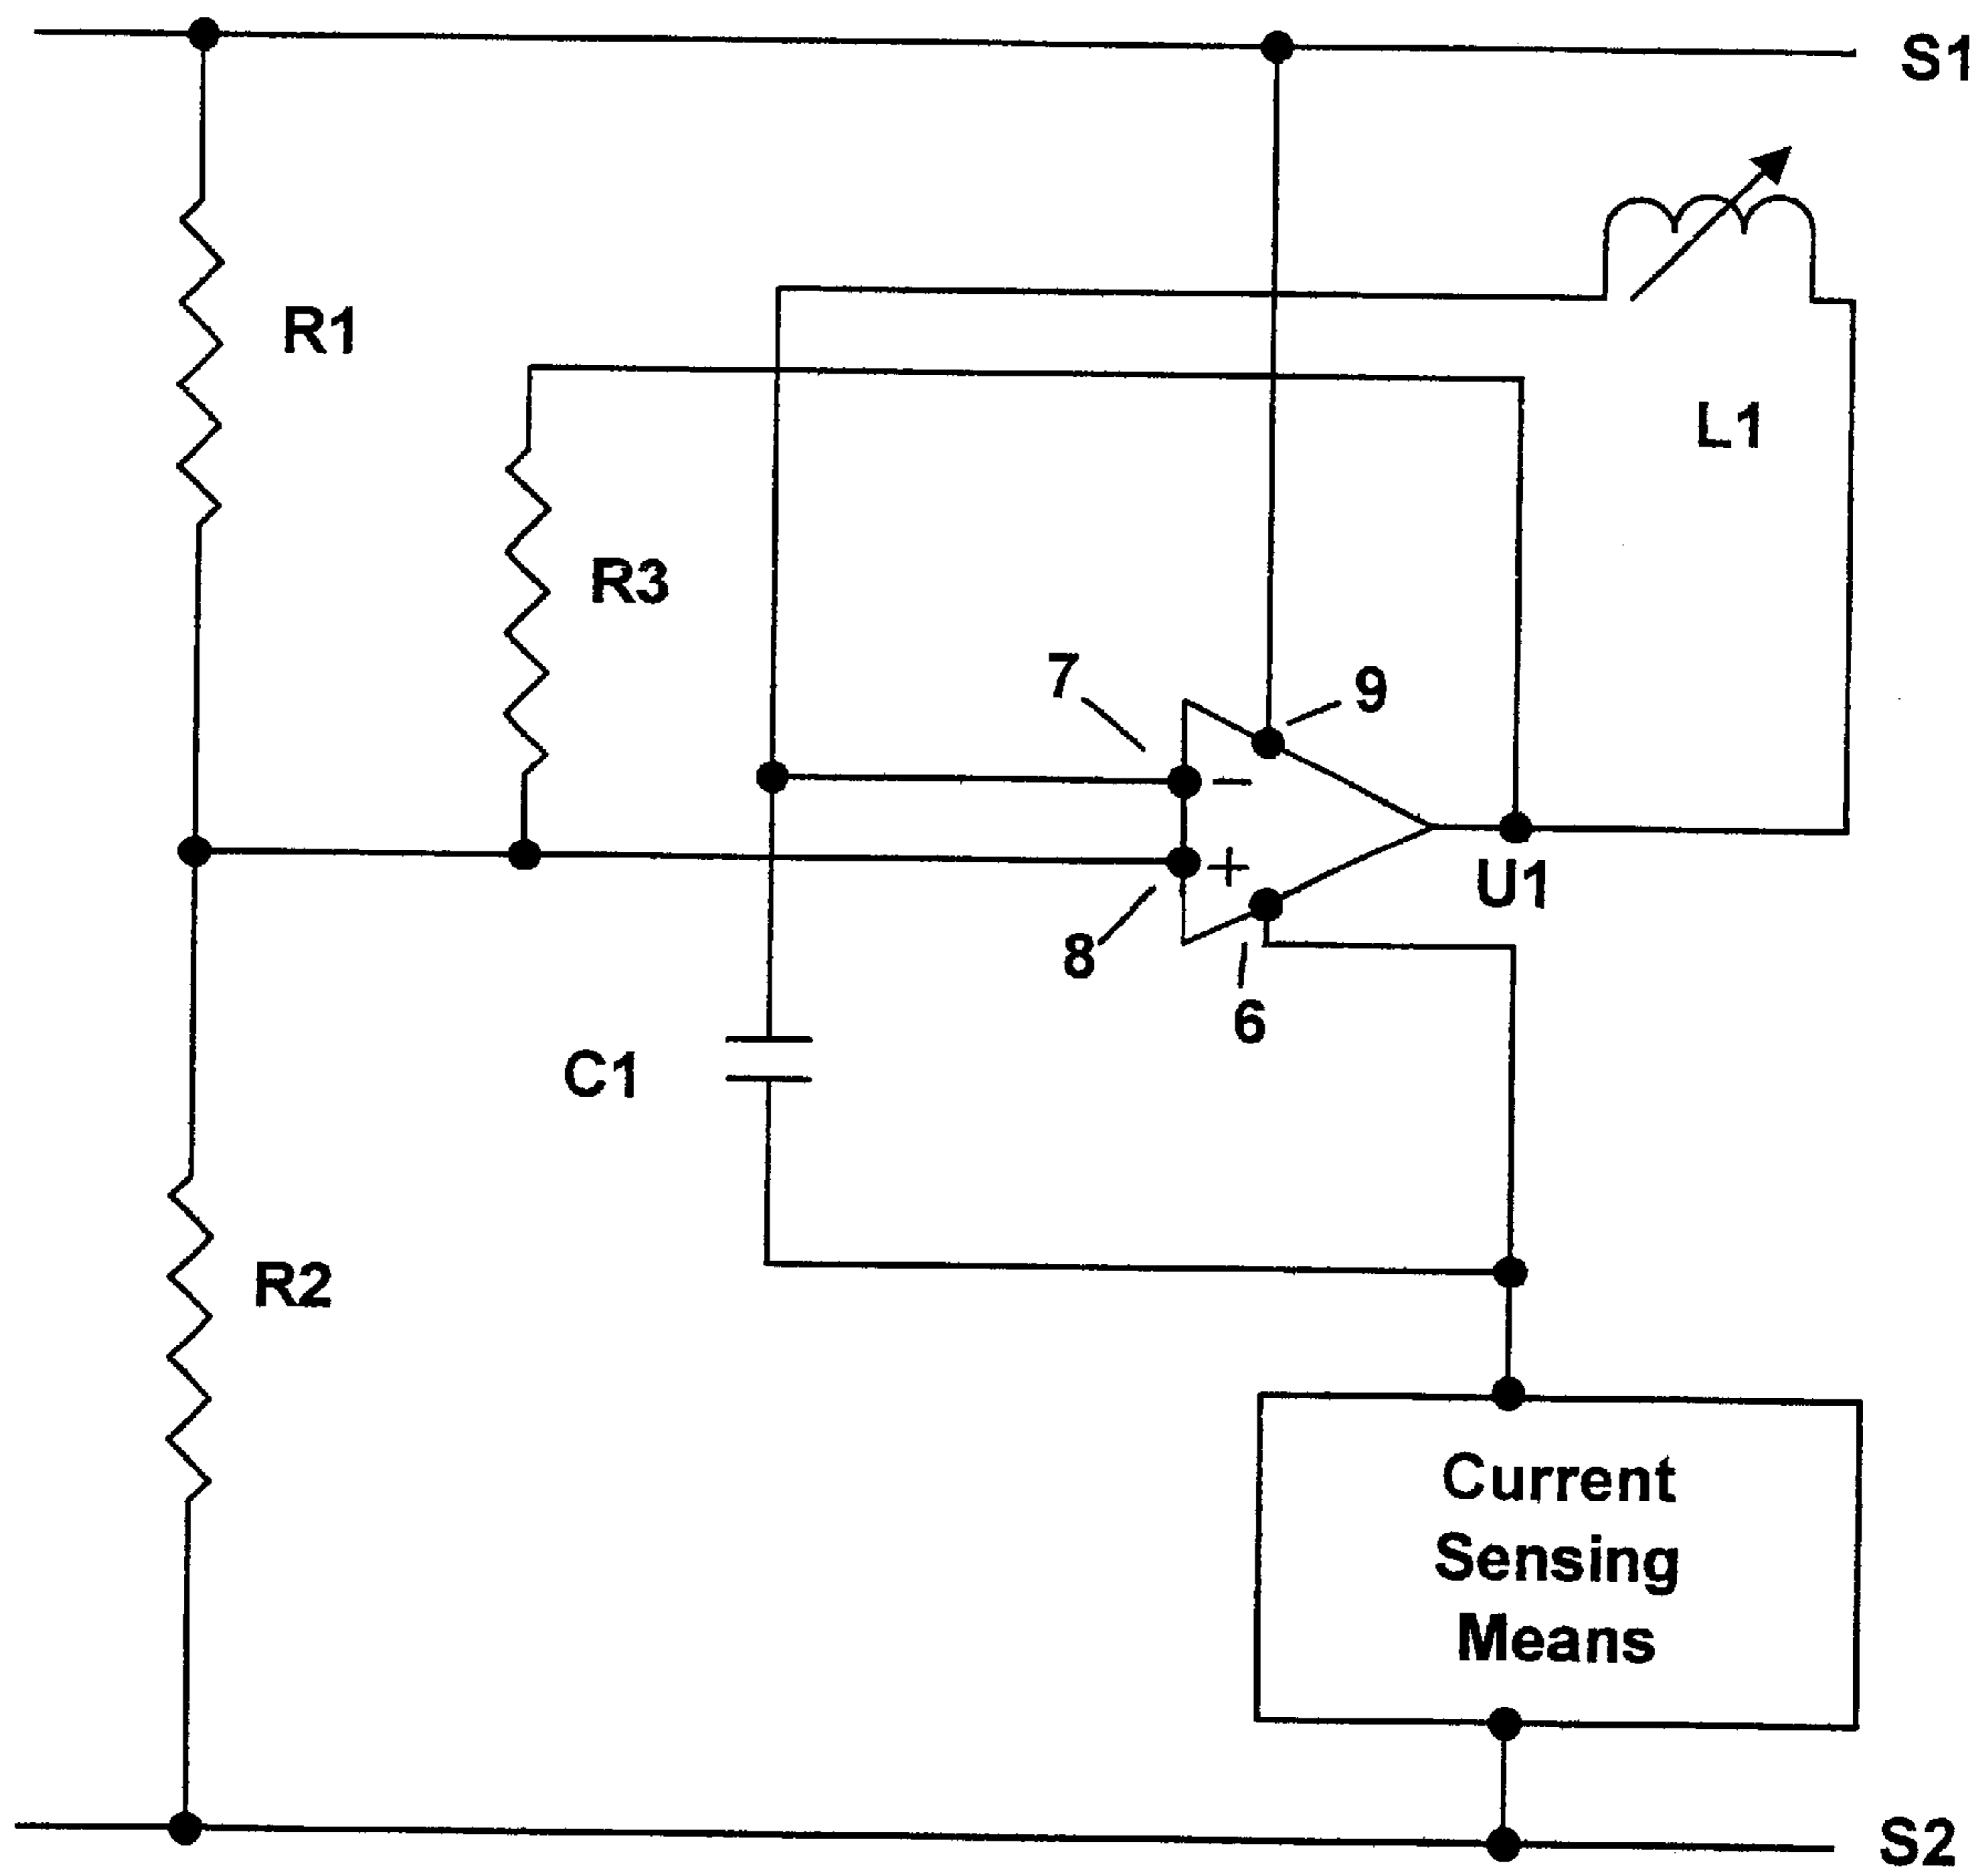 S1
R1
L1
R3
7
9
−
+
U1
8
6
C1
R2
Current
Sensing
Means
S2